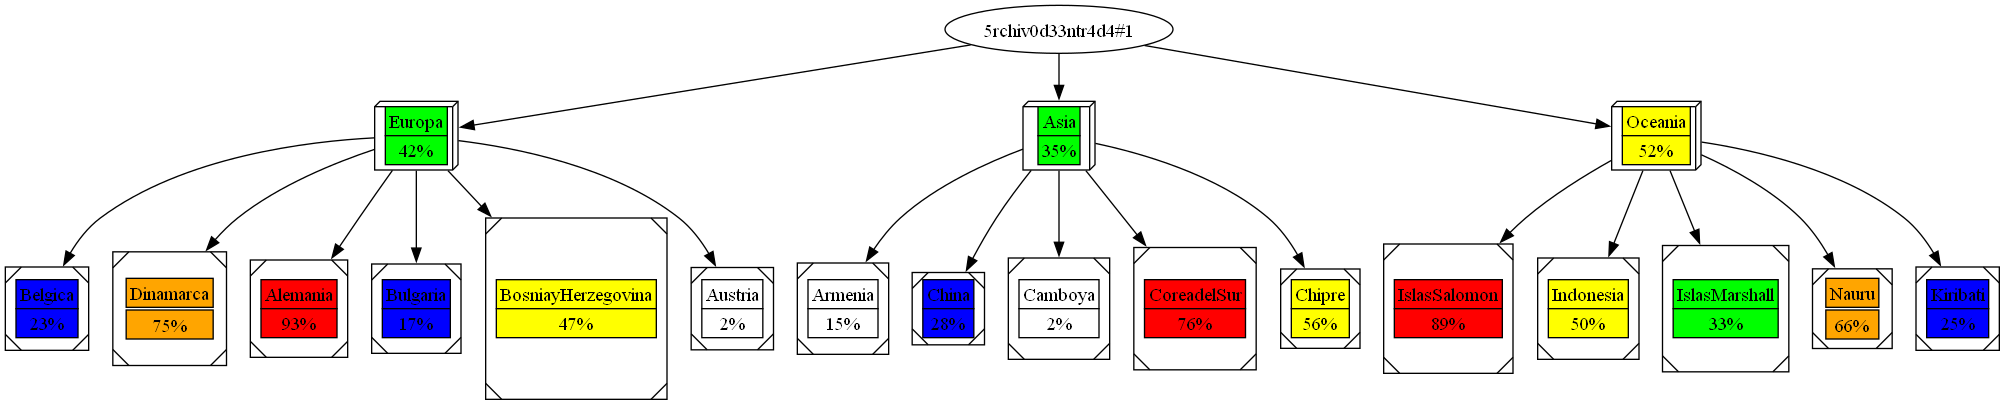 5rchiv0d33ntr4d4#1
Europa
42%
Asia
35%
Oceania
52%
Belgica
23%
Dinamarca
75%
Alemania
93%
Bulgaria
17%
BosniayHerzegovina
47%
Austria
2%
Armenia
15%
China
28%
Camboya
2%
CoreadelSur
76%
Chipre
56%
IslasSalomon
89%
Indonesia
50%
IslasMarshall
33%
Nauru
66%
Kiribati
25%